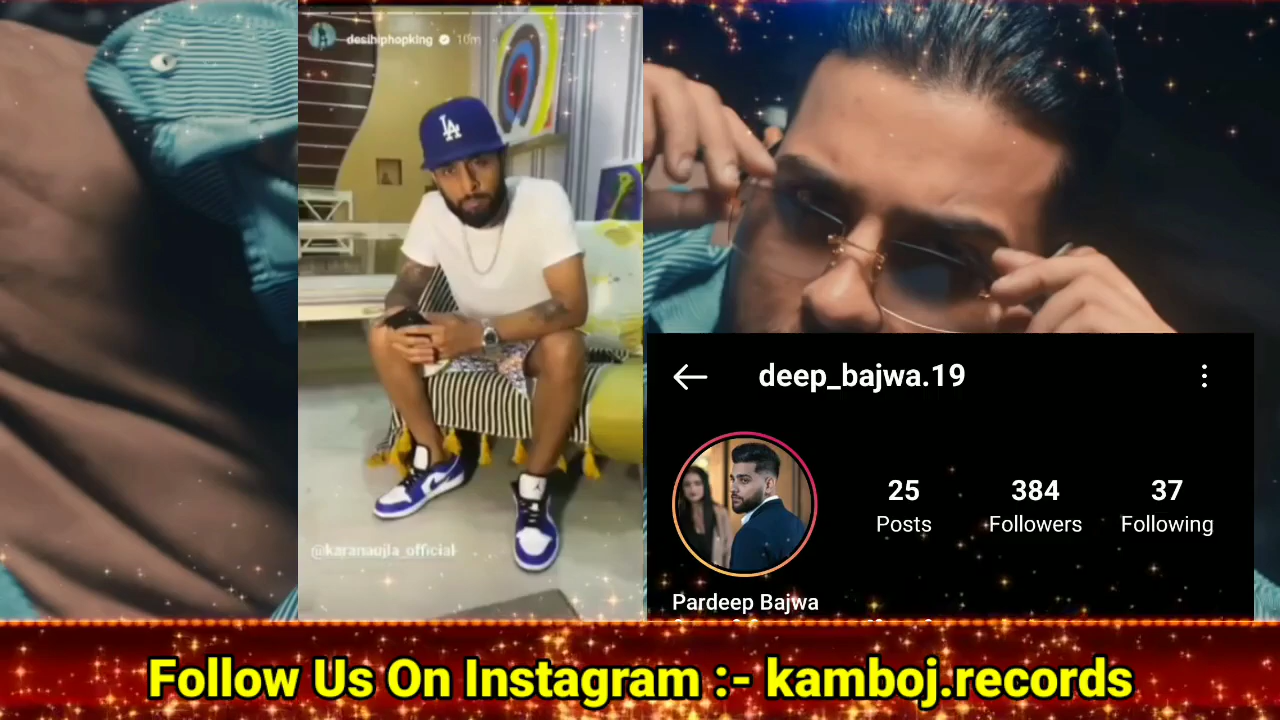 desihiphopking 10m
LA
@karanaujla_official
deep_bajwa.19
25 384 37
Posts Followers Following
Pardeep Bajwa
Follow Us On Instagram :- kamboj.records